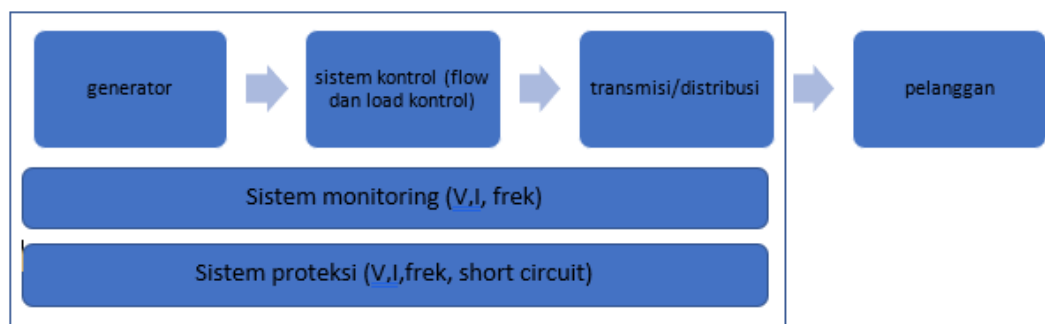 generator
sistem kontrol (flow
dan load kontrol)
transmisi/distribusi
pelanggan
Sistem monitoring (V,I, frek)
Sistem proteksi (V,I,frek, short circuit)